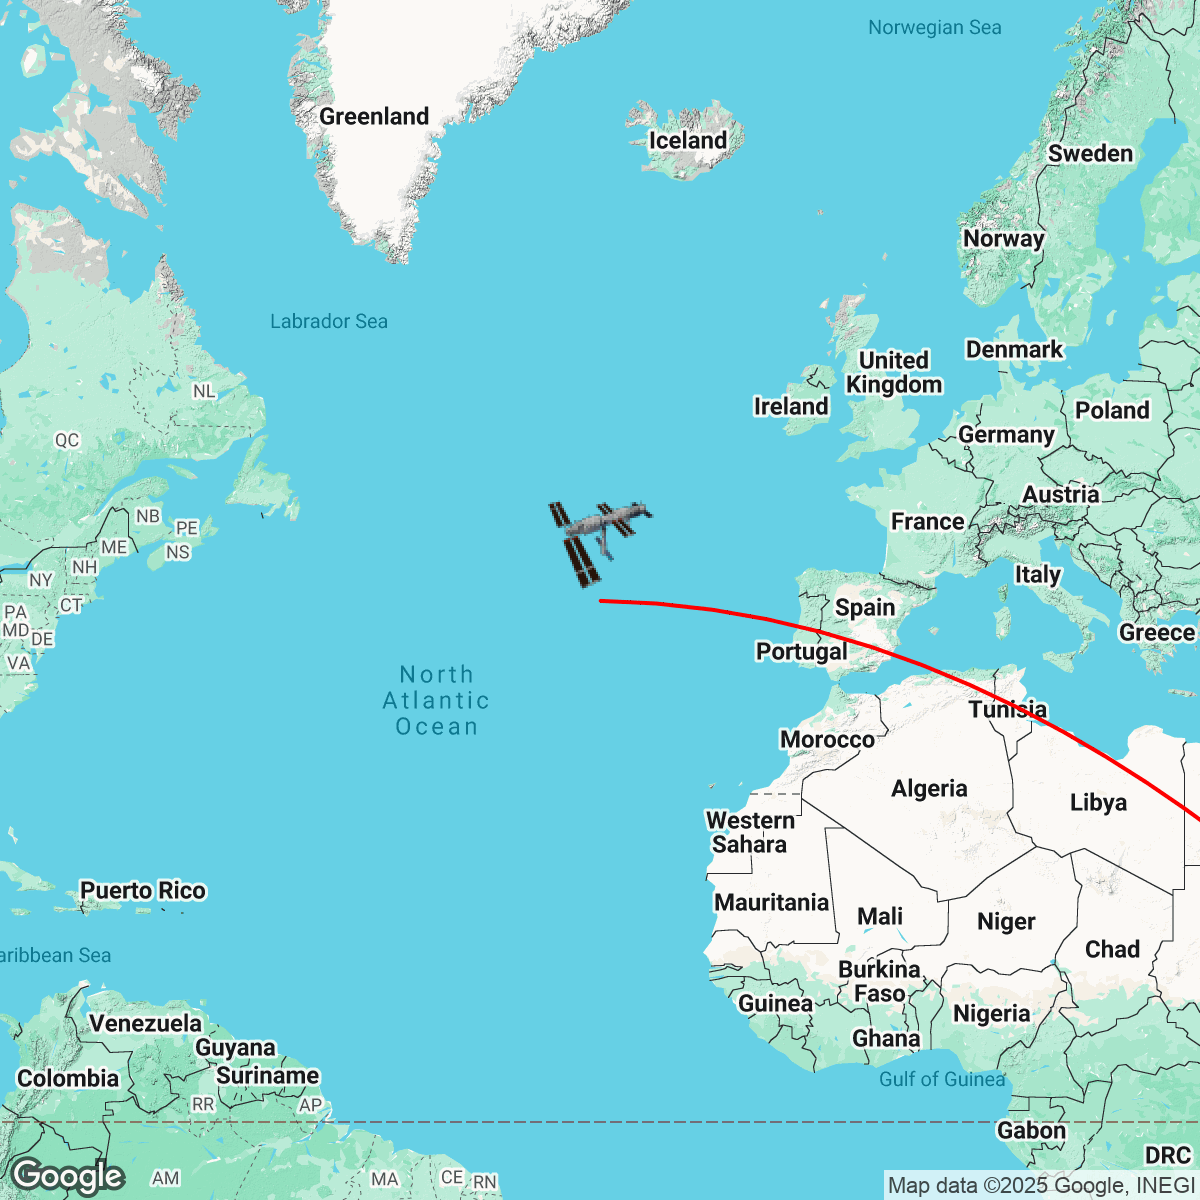 Norwegian Sea
Greenland
Iceland
Sweden
Norway
Labrador Sea
Denmark
United
Kingdom
NL
Ireland
Poland
QC
Germany
Austria
NB
France
PE
ME
NS
NH
Italy
NY
CT
Spain
PA
MD
DE
Greece
VA
Portugal
North
Atlantic
Ocean
Tunisia
Morocco
Algeria
Libya
Western
Sahara
Puerto Rico
Mauritania
Mali
Niger
Chad
aribbean Sea
Burkina
Faso
Guinea
Nigeria
Venezuela
Ghana
Guyana
Suriname
Colombia
Gulf of Guinea
RR
AP
Gabon
DRC
Google
AM
MA
CE
RN
Map data ©2025 Google, INEGI